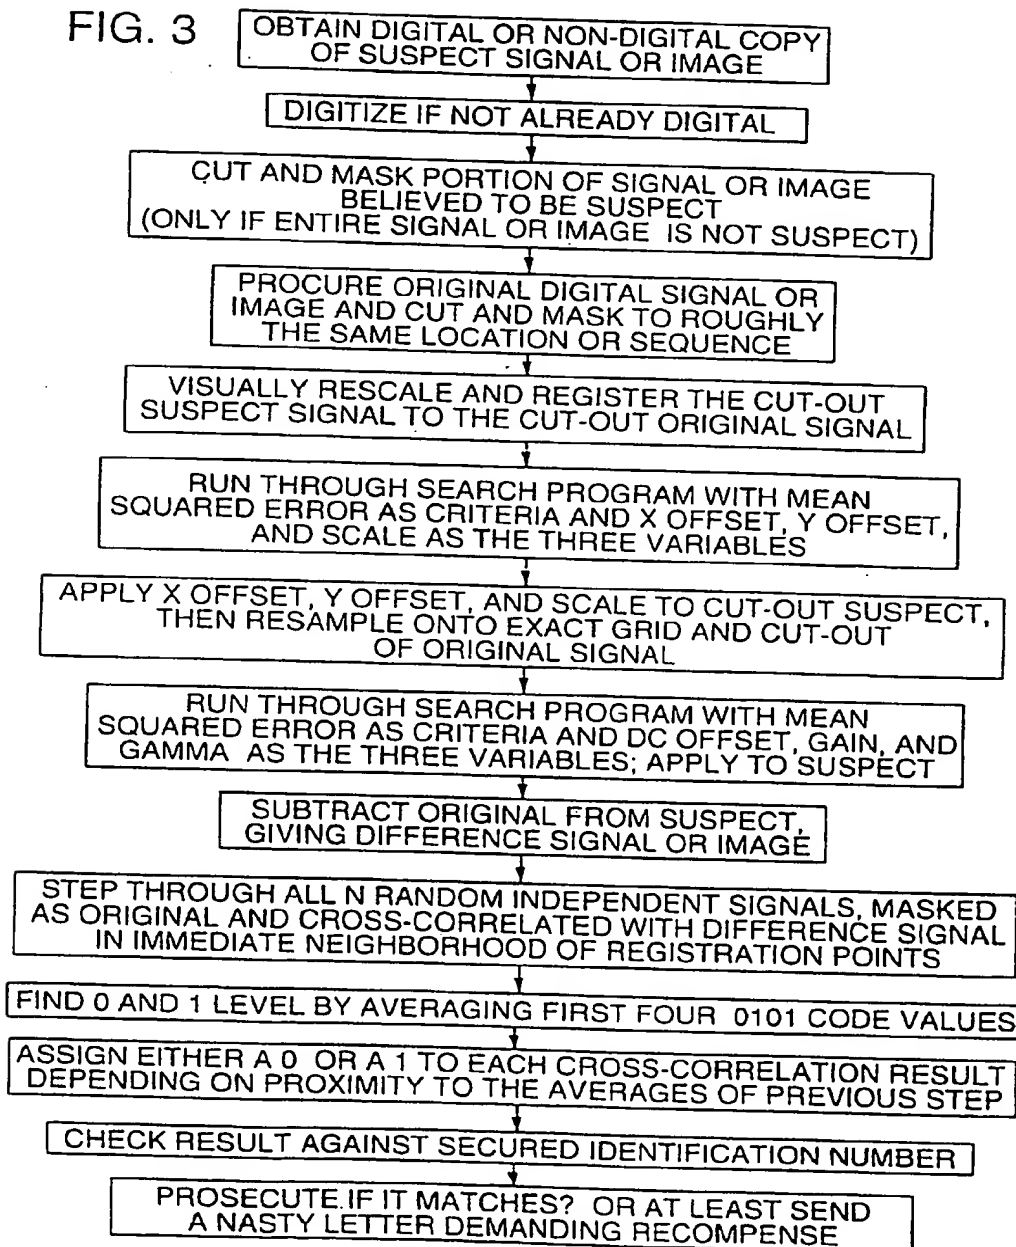 FIG. 3
OBTAIN DIGITAL OR NON-DIGITAL COPY
OF SUSPECT SIGNAL OR IMAGE
DIGITIZE IF NOT ALREADY DIGITAL
CUT AND MASK PORTION OF SIGNAL OR IMAGE
BELIEVED TO BE SUSPECT
(ONLY IF ENTIRE SIGNAL OR IMAGE IS NOT SUSPECT)
PROCURE ORIGINAL DIGITAL SIGNAL OR
IMAGE AND CUT AND MASK TO ROUGHLY
THE SAME LOCATION OR SEQUENCE
VISUALLY RESCALE AND REGISTER THE CUT-OUT
SUSPECT SIGNAL TO THE CUT-OUT ORIGINAL SIGNAL
RUN THROUGH SEARCH PROGRAM WITH MEAN
SQUARED ERROR AS CRITERIA AND X OFFSET, Y OFFSET,
AND SCALE AS THE THREE VARIABLES
APPLY X OFFSET, Y OFFSET, AND SCALE TO CUT-OUT SUSPECT,
THEN RESAMPLE ONTO EXACT GRID AND CUT-OUT
OF ORIGINAL SIGNAL
RUN THROUGH SEARCH PROGRAM WITH MEAN
SQUARED ERROR AS CRITERIA AND DC OFFSET, GAIN, AND
GAMMA AS THE THREE VARIABLES; APPLY TO SUSPECT
SUBTRACT ORIGINAL FROM SUSPECT,
GIVING DIFFERENCE SIGNAL OR IMAGE
STEP THROUGH ALL N RANDOM INDEPENDENT SIGNALS, MASKED
AS ORIGINAL AND CROSS-CORRELATED WITH DIFFERENCE SIGNAL
IN IMMEDIATE NEIGHBORHOOD OF REGISTRATION POINTS
FIND 0 AND 1 LEVEL BY AVERAGING FIRST FOUR 0101 CODE VALUES
ASSIGN EITHER A 0 OR A 1 TO EACH CROSS-CORRELATION RESULT
DEPENDING ON PROXIMITY TO THE AVERAGES OF PREVIOUS STEP
CHECK RESULT AGAINST SECURED IDENTIFICATION NUMBER
PROSECUTE IF IT MATCHES? OR AT LEAST SEND
A NASTY LETTER DEMANDING RECOMPENSE